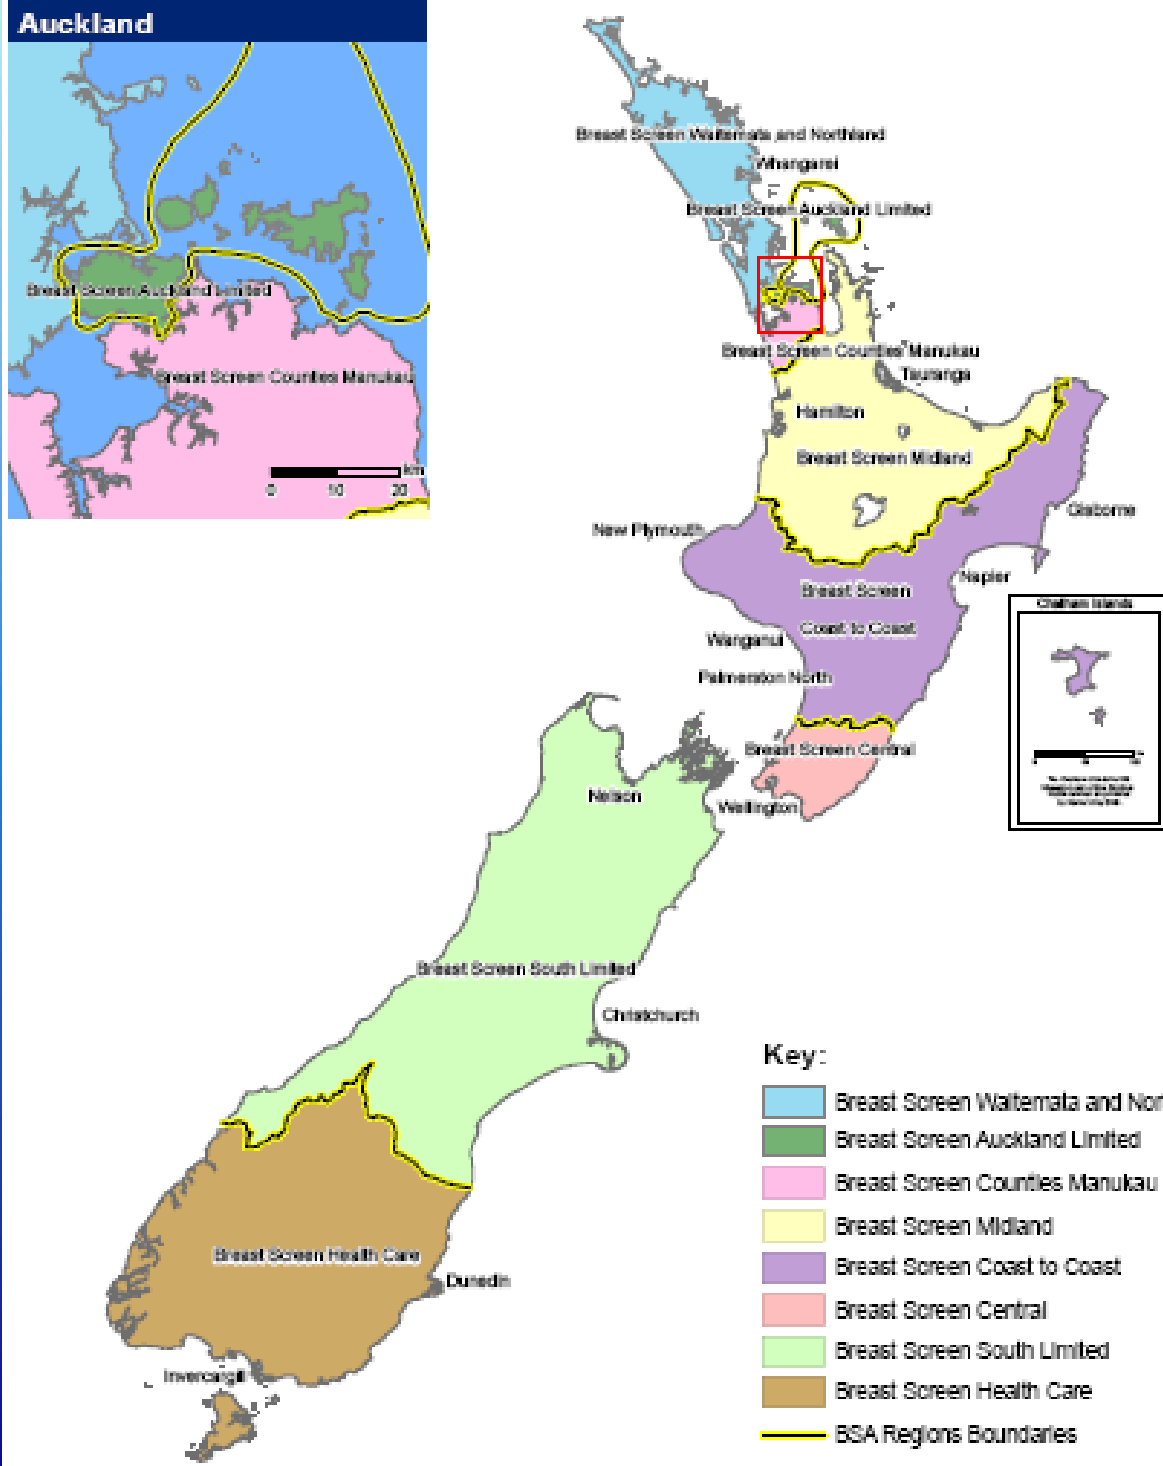 Auckland
Breast Screen Auckland Limited
Breast Screen Counties Manukau
km
0 10 20
Breast Screen Waitemata and Northland
Whangarei
Breast Screen Auckland Limited
Breast Screen Counties Manukau
Tauranga
Hamilton
Breast Screen Midland
Gisborne
New Plymouth
Napier
Breast Screen
Coast to Coast
Wanganui
Palmerston North
Chatham Islands
Breast Screen Central
Nelson
Wellington
Breast Screen South Limited
Christchurch
Breast Screen Health Care
Dunedin
Invercargill
Key:
Breast Screen Waitemata and Nor
Breast Screen Auckland Limited
Breast Screen Counties Manukau
Breast Screen Midland
Breast Screen Coast to Coast
Breast Screen Central
Breast Screen South Limited
Breast Screen Health Care
BSA Regions Boundaries